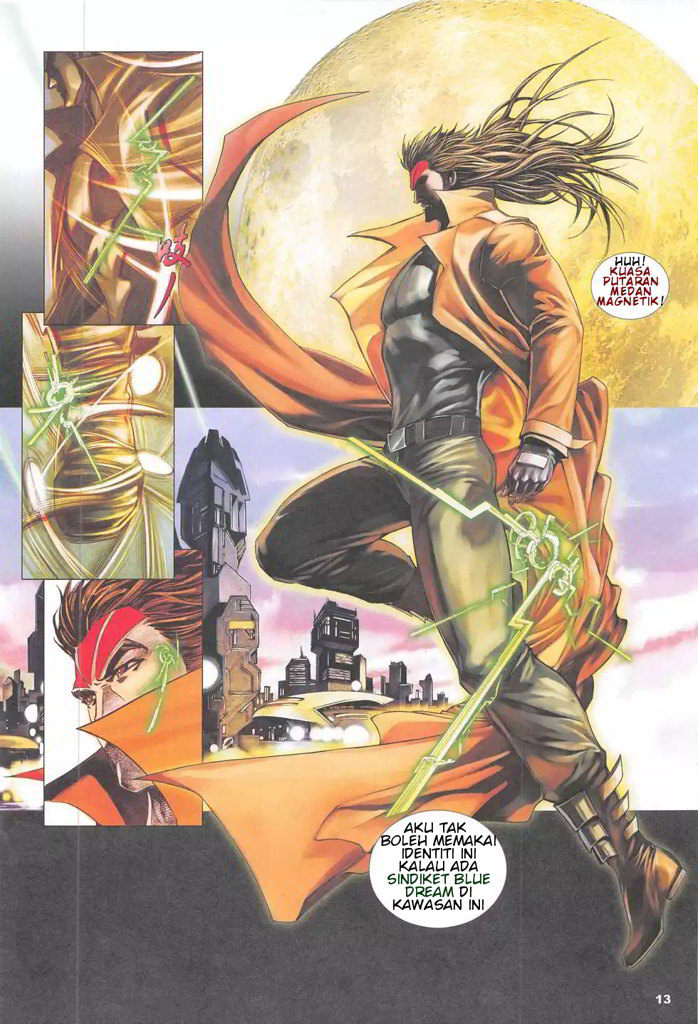 吱
HUH!
KUASA
PUTARAN
MEDAN
MAGNETIK!
AKU TAK
BOLEH MEMAKAI
IDENTITI INI
KALAU ADA
SINDIKET BLUE
DREAM DI
KAWASAN INI
13